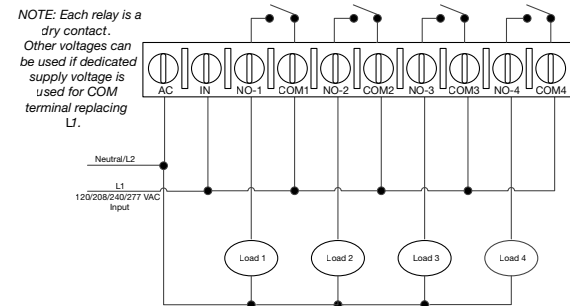 NOTE: Each relay is a
dry contact.
Other voltages can
be used if dedicated
supply voltage is
used for COM
terminal replacing
L1.
AC IN NO-1 COM1 NO-2 COM2 NO-3 COM3 NO-4 COM4
Neutral/L2
L1
120/208/240/277 VAC
Input
Load 1 Load 2 Load 3 Load 4